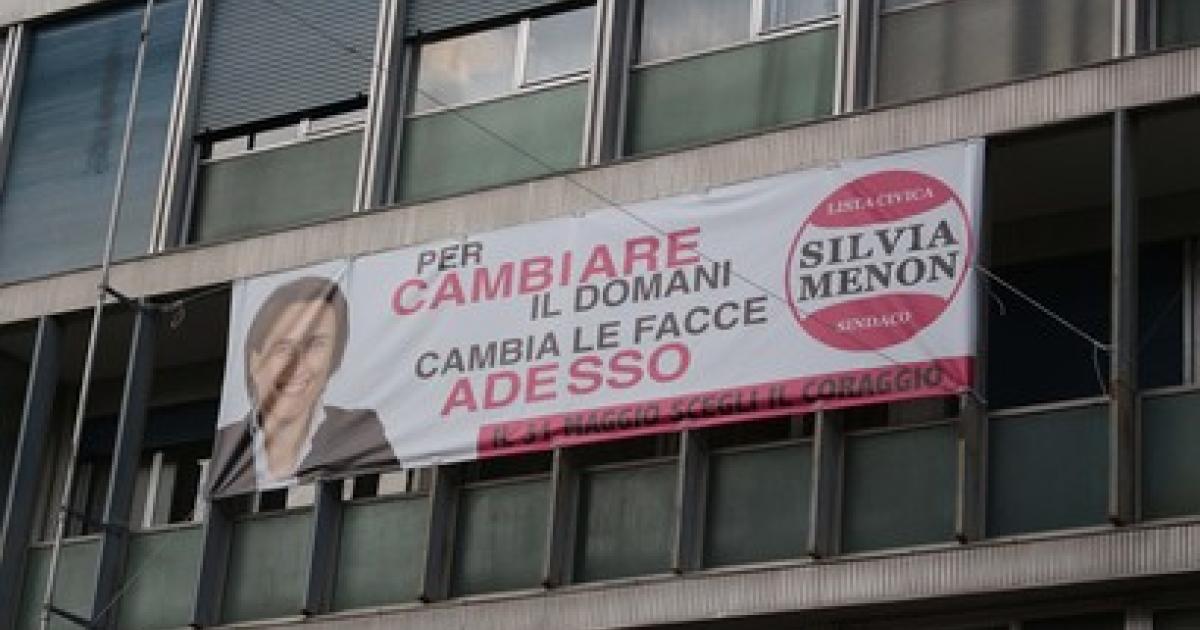 PER
CAMBIARE
IL DOMANI
CAMBIA LE FACCE
ADESSO
IL 31 MAGGIO SCEGLI IL CORAGGIO
LISTA CIVICA
SILVIA
MENON
SINDACO